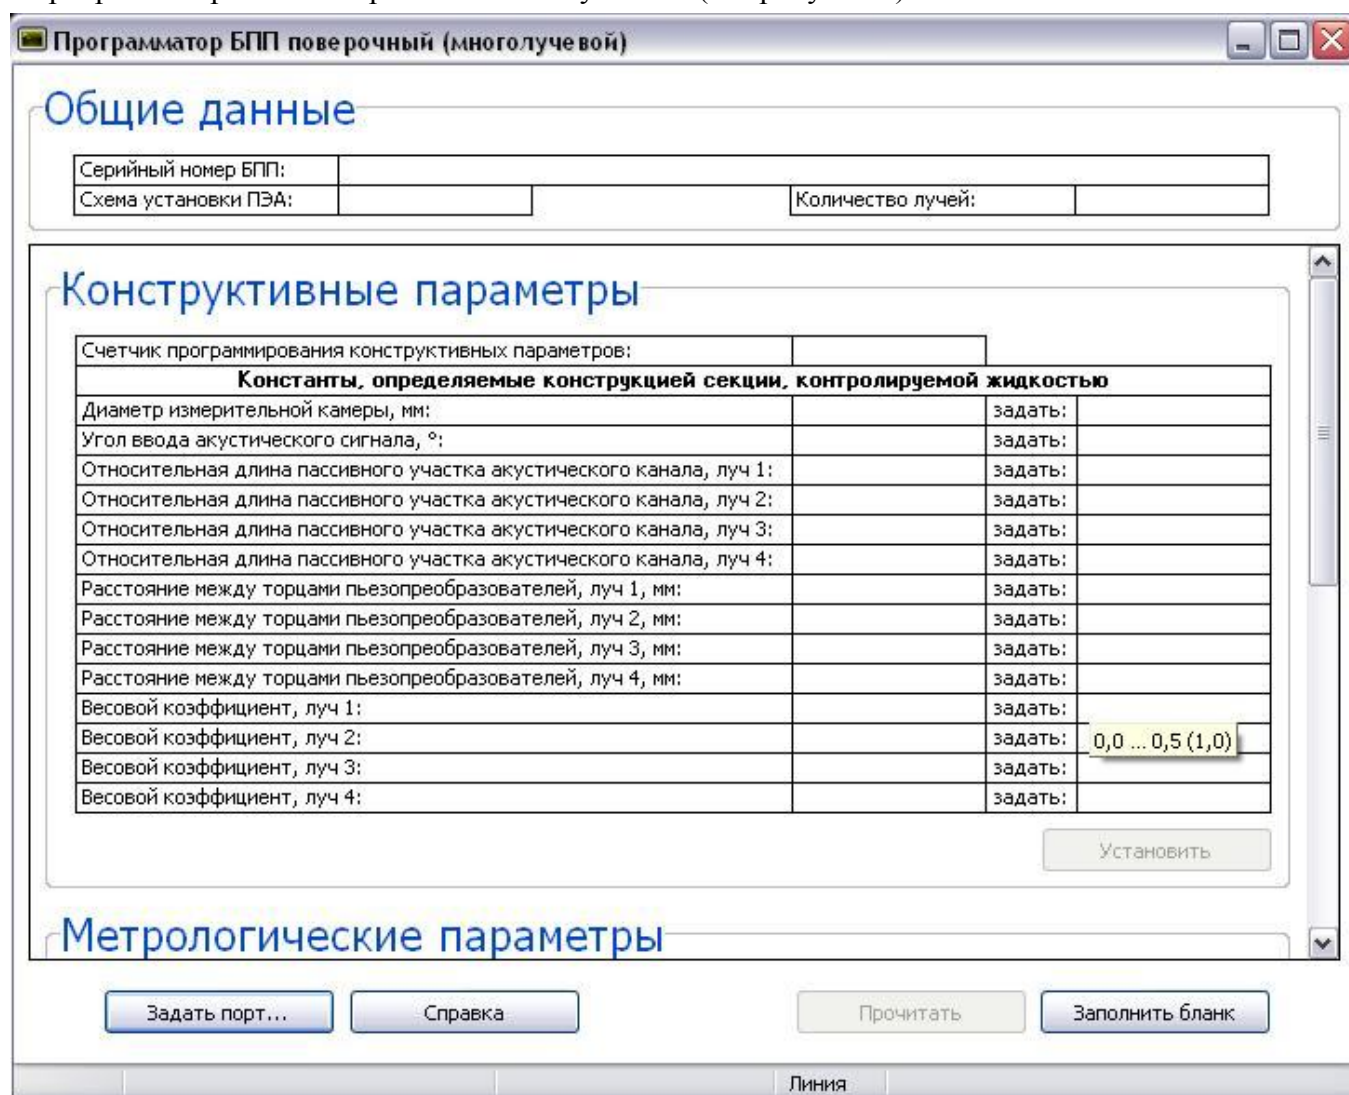 Программатор БПП поверочный (многолучевой)
Общие данные
Серийный номер БПП:
Схема установки ПЭА: Количество лучей:
Конструктивные параметры
Счетчик программирования конструктивных параметров:
Константы, определяемые конструкцией секции, контролируемой жидкостью
Диаметр измерительной камеры, мм: задать:
Угол ввода акустического сигнала, °: задать:
Относительная длина пассивного участка акустического канала, луч 1: задать:
Относительная длина пассивного участка акустического канала, луч 2: задать:
Относительная длина пассивного участка акустического канала, луч 3: задать:
Относительная длина пассивного участка акустического канала, луч 4: задать:
Расстояние между торцами пьезопреобразователей, луч 1, мм: задать:
Расстояние между торцами пьезопреобразователей, луч 2, мм: задать:
Расстояние между торцами пьезопреобразователей, луч 3, мм: задать:
Расстояние между торцами пьезопреобразователей, луч 4, мм: задать:
Весовой коэффициент, луч 1: задать:
Весовой коэффициент, луч 2: задать: 0,0 ... 0,5 (1,0)
Весовой коэффициент, луч 3: задать:
Весовой коэффициент, луч 4: задать:
Установить
Метрологические параметры
Задать порт... Справка Прочитать Заполнить бланк
Линия